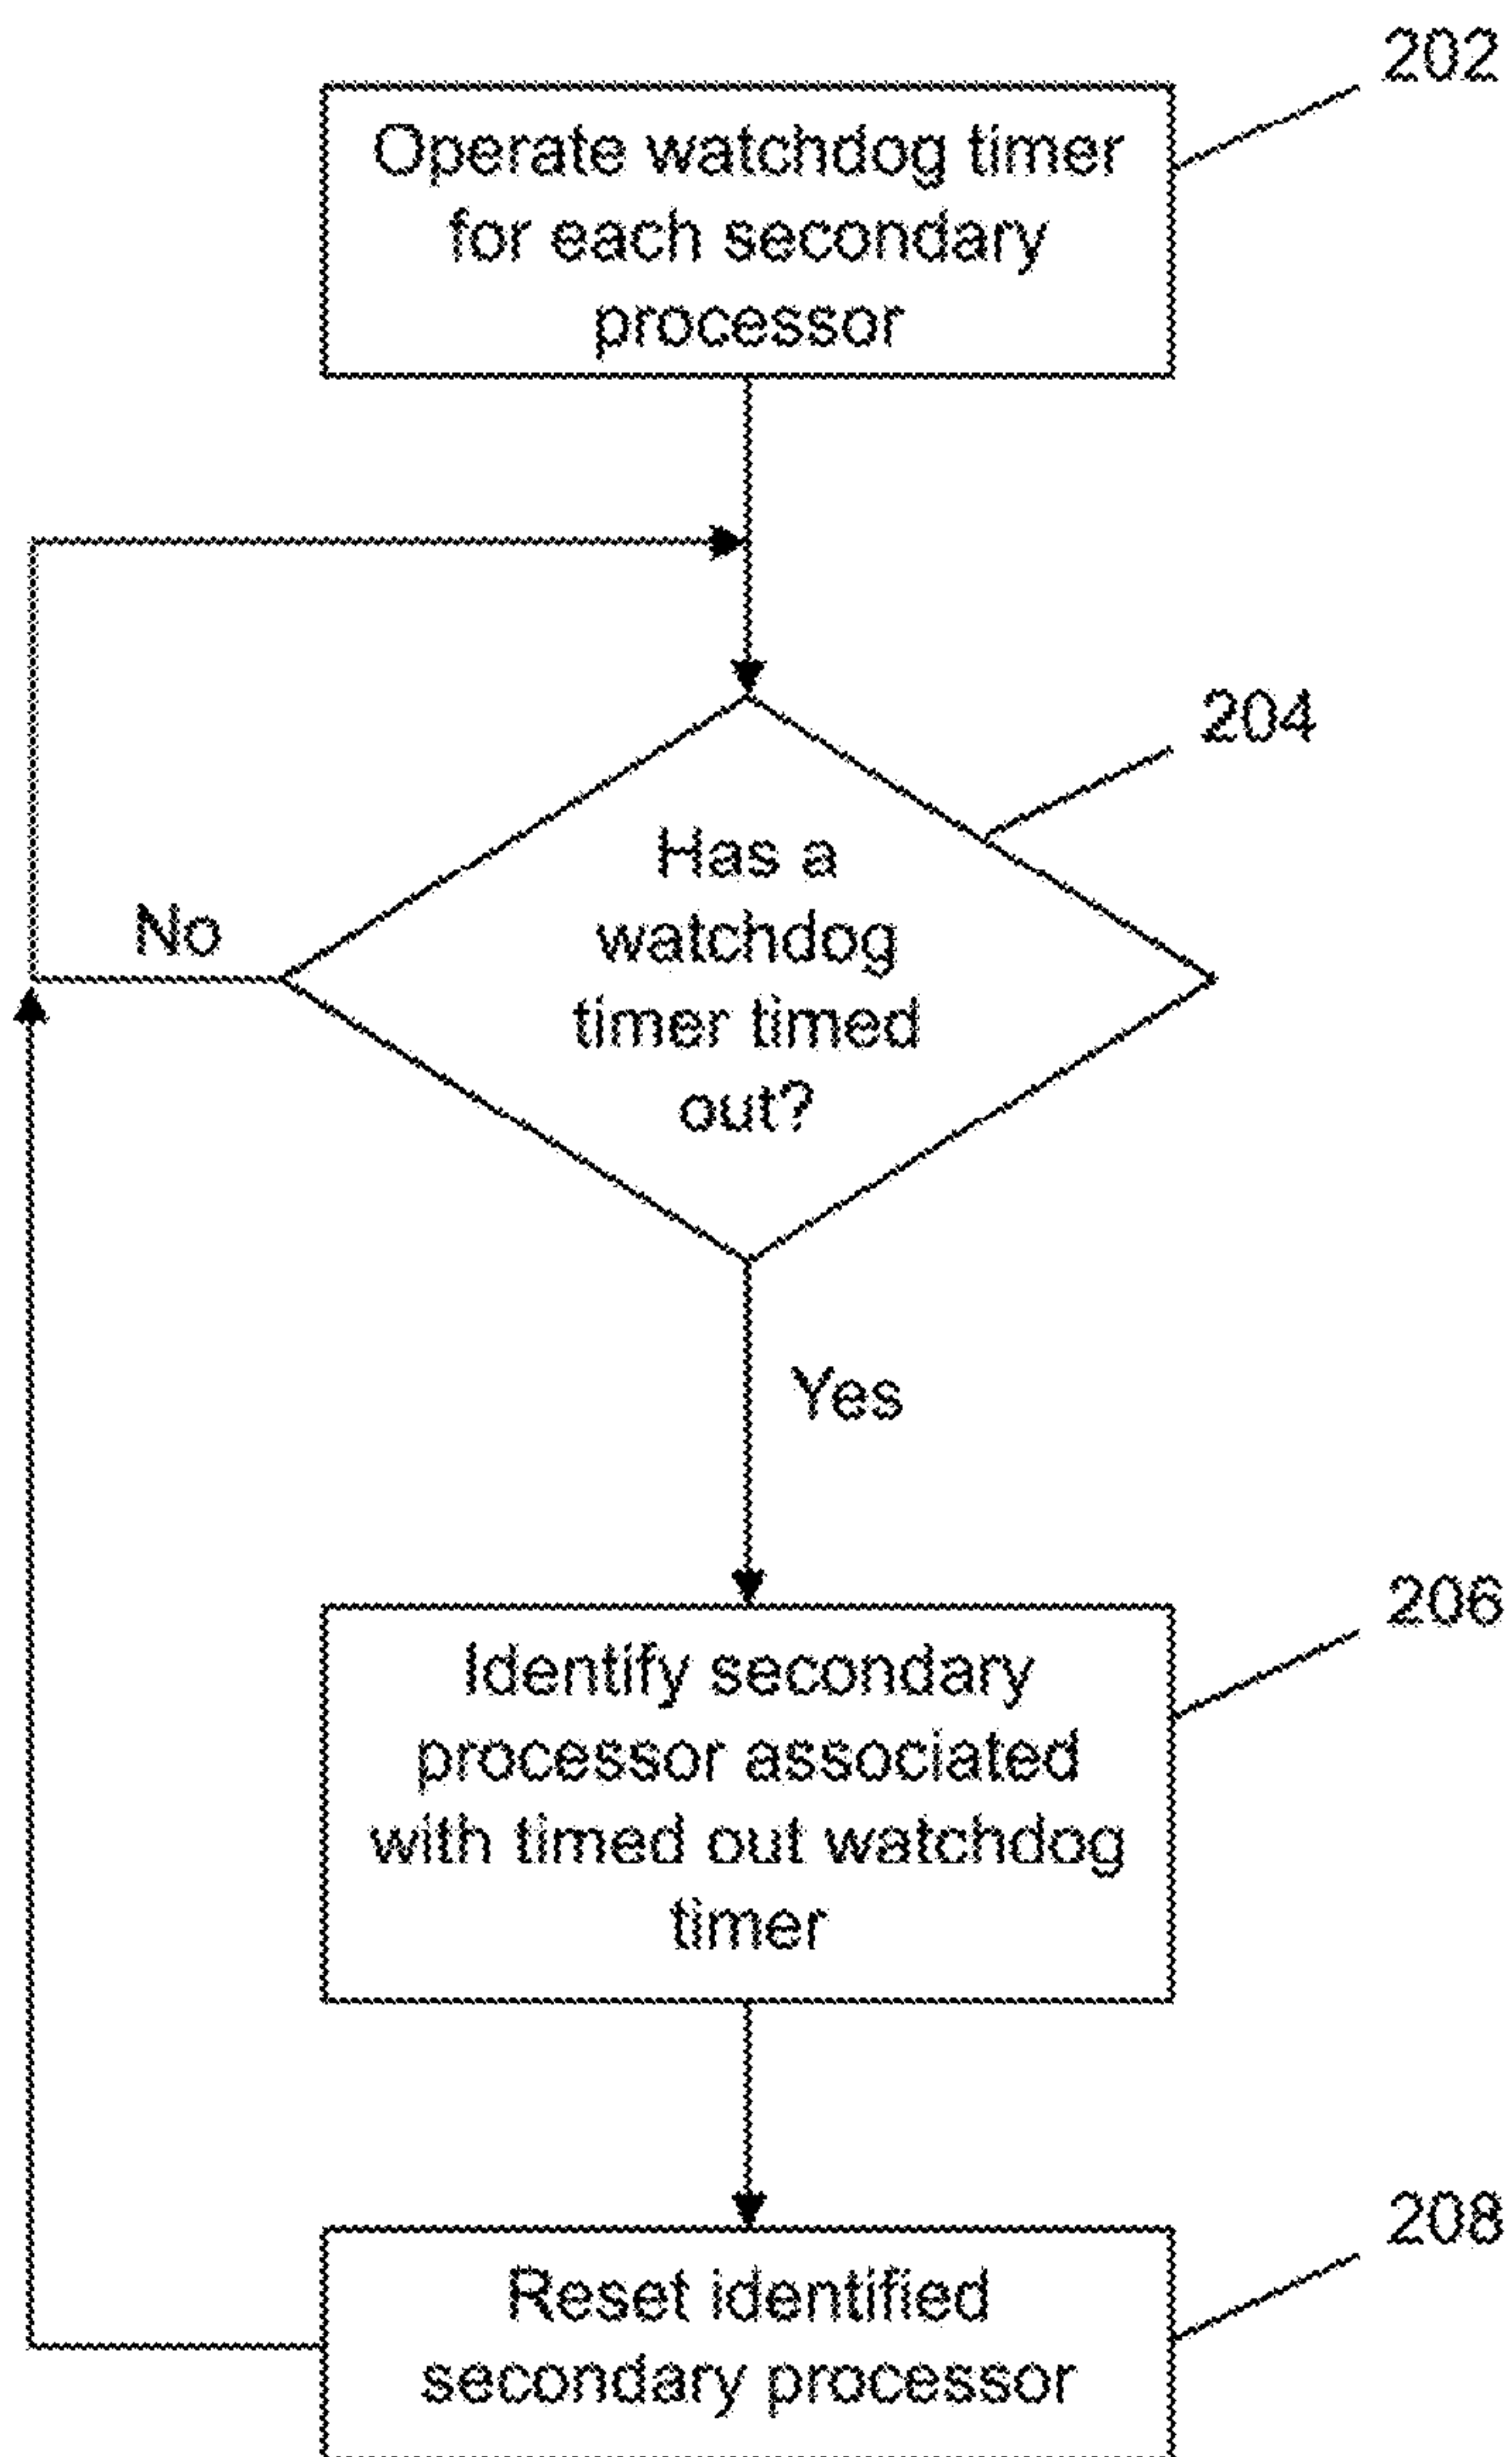 202
Operate watchdog timer
for each secondary
processor
204
Has a
watchdog
timer timed
out?
No
Yes
206
Identify secondary
processor associated
with timed out watchdog
timer
208
Reset identified
secondary processor